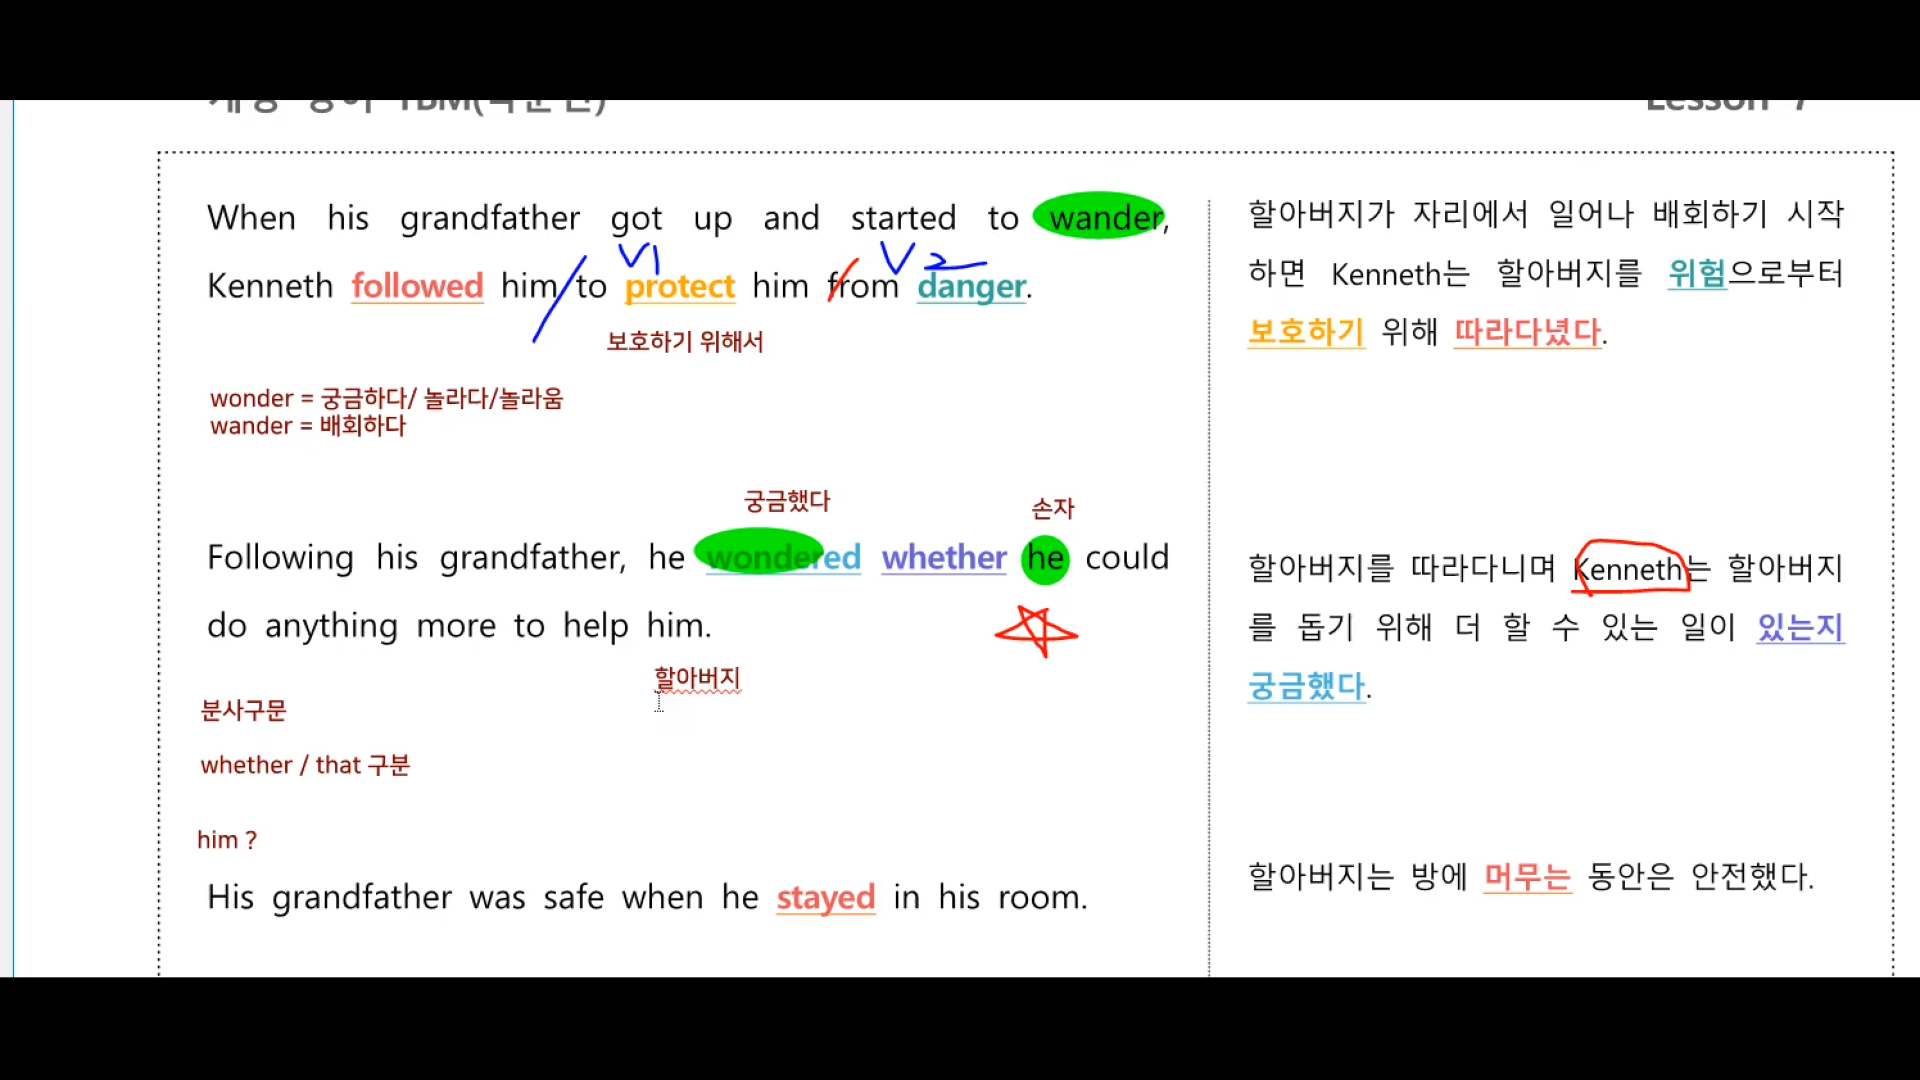 When his grandfather got up and started to wander,
V1 V2
Kenneth followed him to protect him from danger.
보호하기 위해서
wonder = 궁금하다/ 놀라다/놀라움
wander = 배회하다
궁금했다 손자
Following his grandfather, he wondered whether he could
do anything more to help him.
할아버지
분사구문
whether / that 구분
him ?
His grandfather was safe when he stayed in his room.
할아버지가 자리에서 일어나 배회하기 시작
하면 Kenneth는 할아버지를 위험으로부터
보호하기 위해 따라다녔다.
할아버지를 따라다니며 Kenneth는 할아버지
를 돕기 위해 더 할 수 있는 일이 있는지
궁금했다.
할아버지는 방에 머무는 동안은 안전했다.